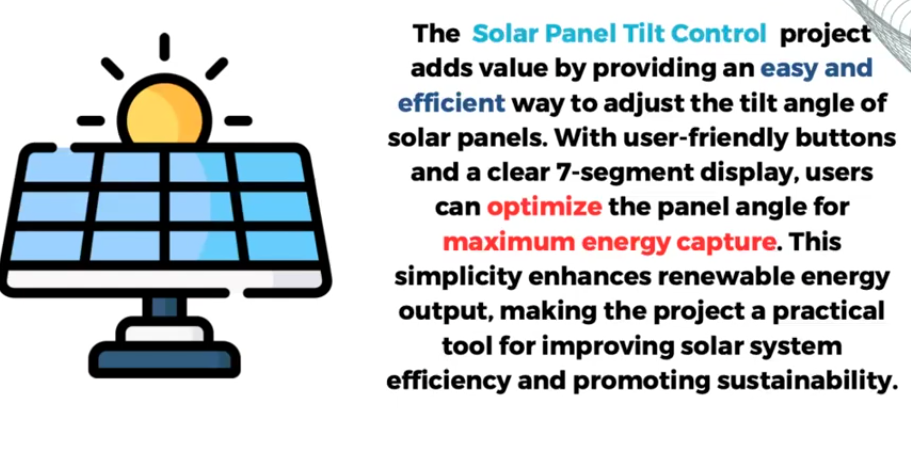 The Solar Panel Tilt Control project
adds value by providing an easy and
efficient way to adjust the tilt angle of
solar panels. With user-friendly buttons
and a clear 7-segment display, users
can optimize the panel angle for
maximum energy capture. This
simplicity enhances renewable energy
output, making the project a practical
tool for improving solar system
efficiency and promoting sustainability.